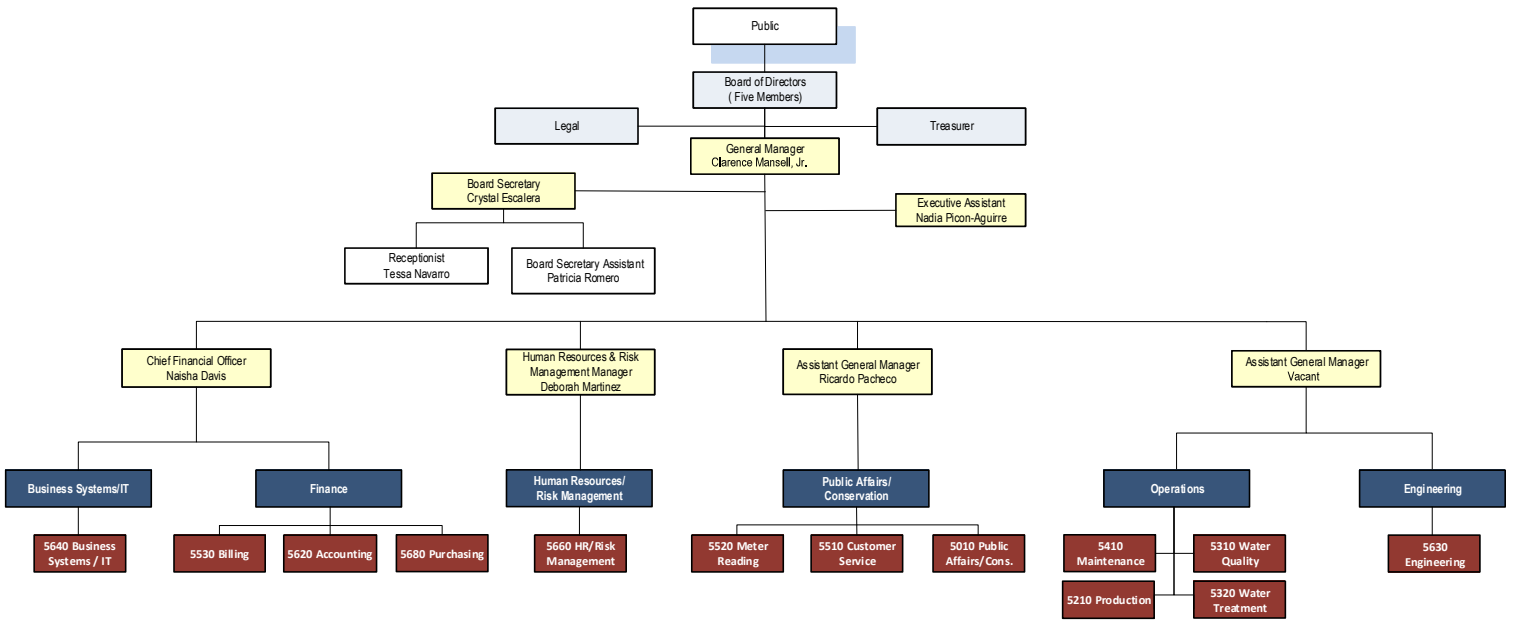 Public
Board of Directors
( Five Members)
Legal
Treasurer
General Manager
Clarence Mansell, Jr.
Board Secretary
Crystal Escalera
Executive Assistant
Nadia Picon-Aguirre
Receptionist
Tessa Navarro
Board Secretary Assistant
Patricia Romero
Chief Financial Officer
Naisha Davis
Human Resources & Risk
Management Manager
Deborah Martinez
Assistant General Manager
Ricardo Pacheco
Assistant General Manager
Vacant
Business Systems/IT
Finance
Human Resources/
Risk Management
Public Affairs/
Conservation
Operations
Engineering
5640 Business
Systems / IT
5530 Billing
5620 Accounting
5680 Purchasing
5660 HR/Risk
Management
5520 Meter
Reading
5510 Customer
Service
5010 Public
Affairs/Cons.
5410
Maintenance
5310 Water
Quality
5210 Production
5320 Water
Treatment
5630
Engineering